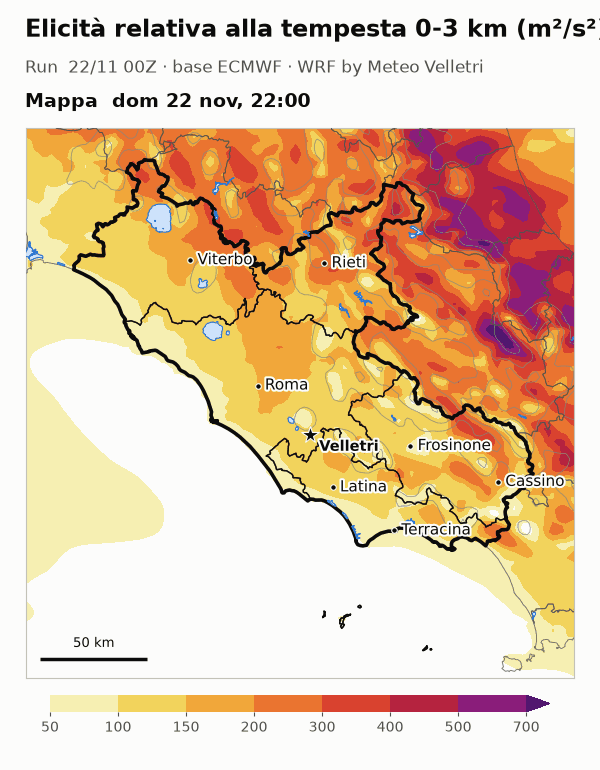 Elicità relativa alla tempesta 0-3 km (m²/s²)
Run 22/11 00Z · base ECMWF · WRF by Meteo Velletri
Mappa dom 22 nov, 22:00
Viterbo
Rieti
Roma
Velletri
Frosinone
Latina
Cassino
Terracina
50 km
50 100 150 200 300 400 500 700